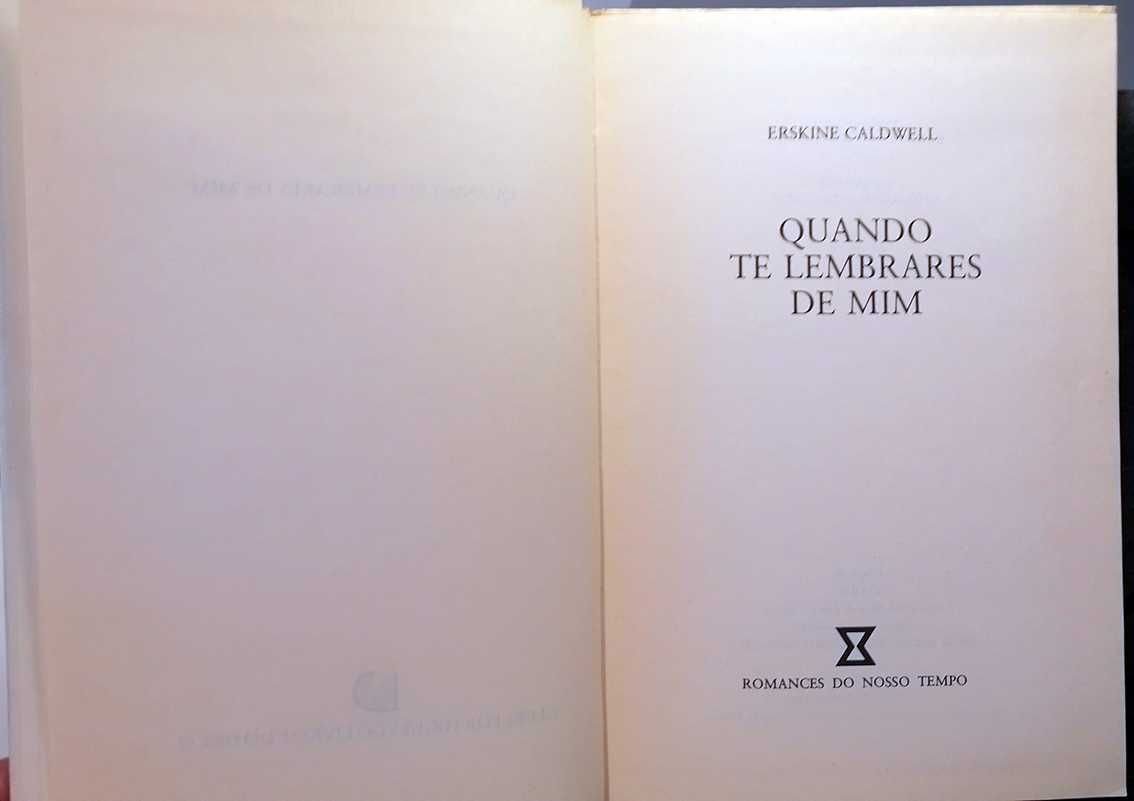 ERSKINE CALDWELL
QUANDO
TE LEMBRARES
DE MIM
ROMANCES DO NOSSO TEMPO